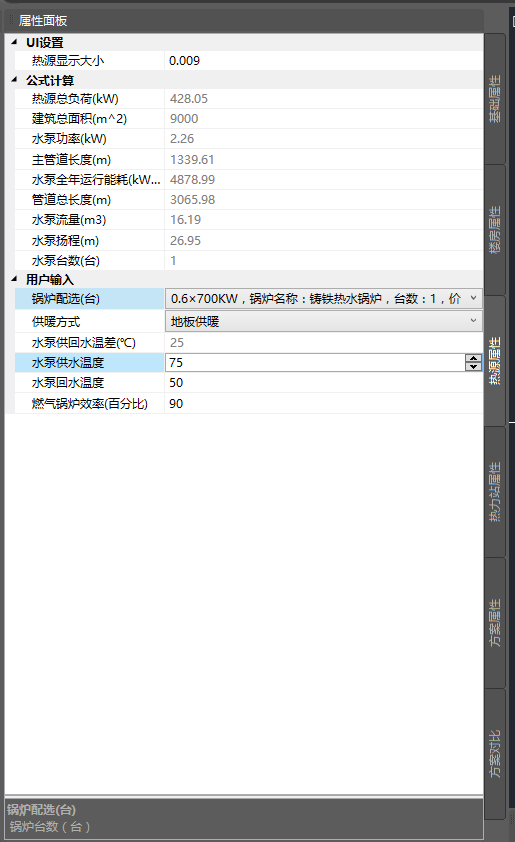 属性面板
UI设置
热源显示大小 0.009
公式计算
热源总负荷(kW) 428.05
建筑总面积(m^2) 9000
水泵功率(kW) 2.26
主管道长度(m) 1339.61
水泵全年运行能耗(kW... 4878.99
管道总长度(m) 3065.98
水泵流量(m3) 16.19
水泵扬程(m) 26.95
水泵台数(台) 1
用户输入
锅炉配选(台) 0.6×700KW，锅炉名称：铸铁热水锅炉，台数：1，价
供暖方式 地板供暖
水泵供回水温差(℃) 25
水泵供水温度 75
水泵回水温度 50
燃气锅炉效率(百分比) 90
锅炉配选(台)
锅炉台数（台）
基础属性
楼房属性
热源属性
热力站属性
方案属性
方案对比